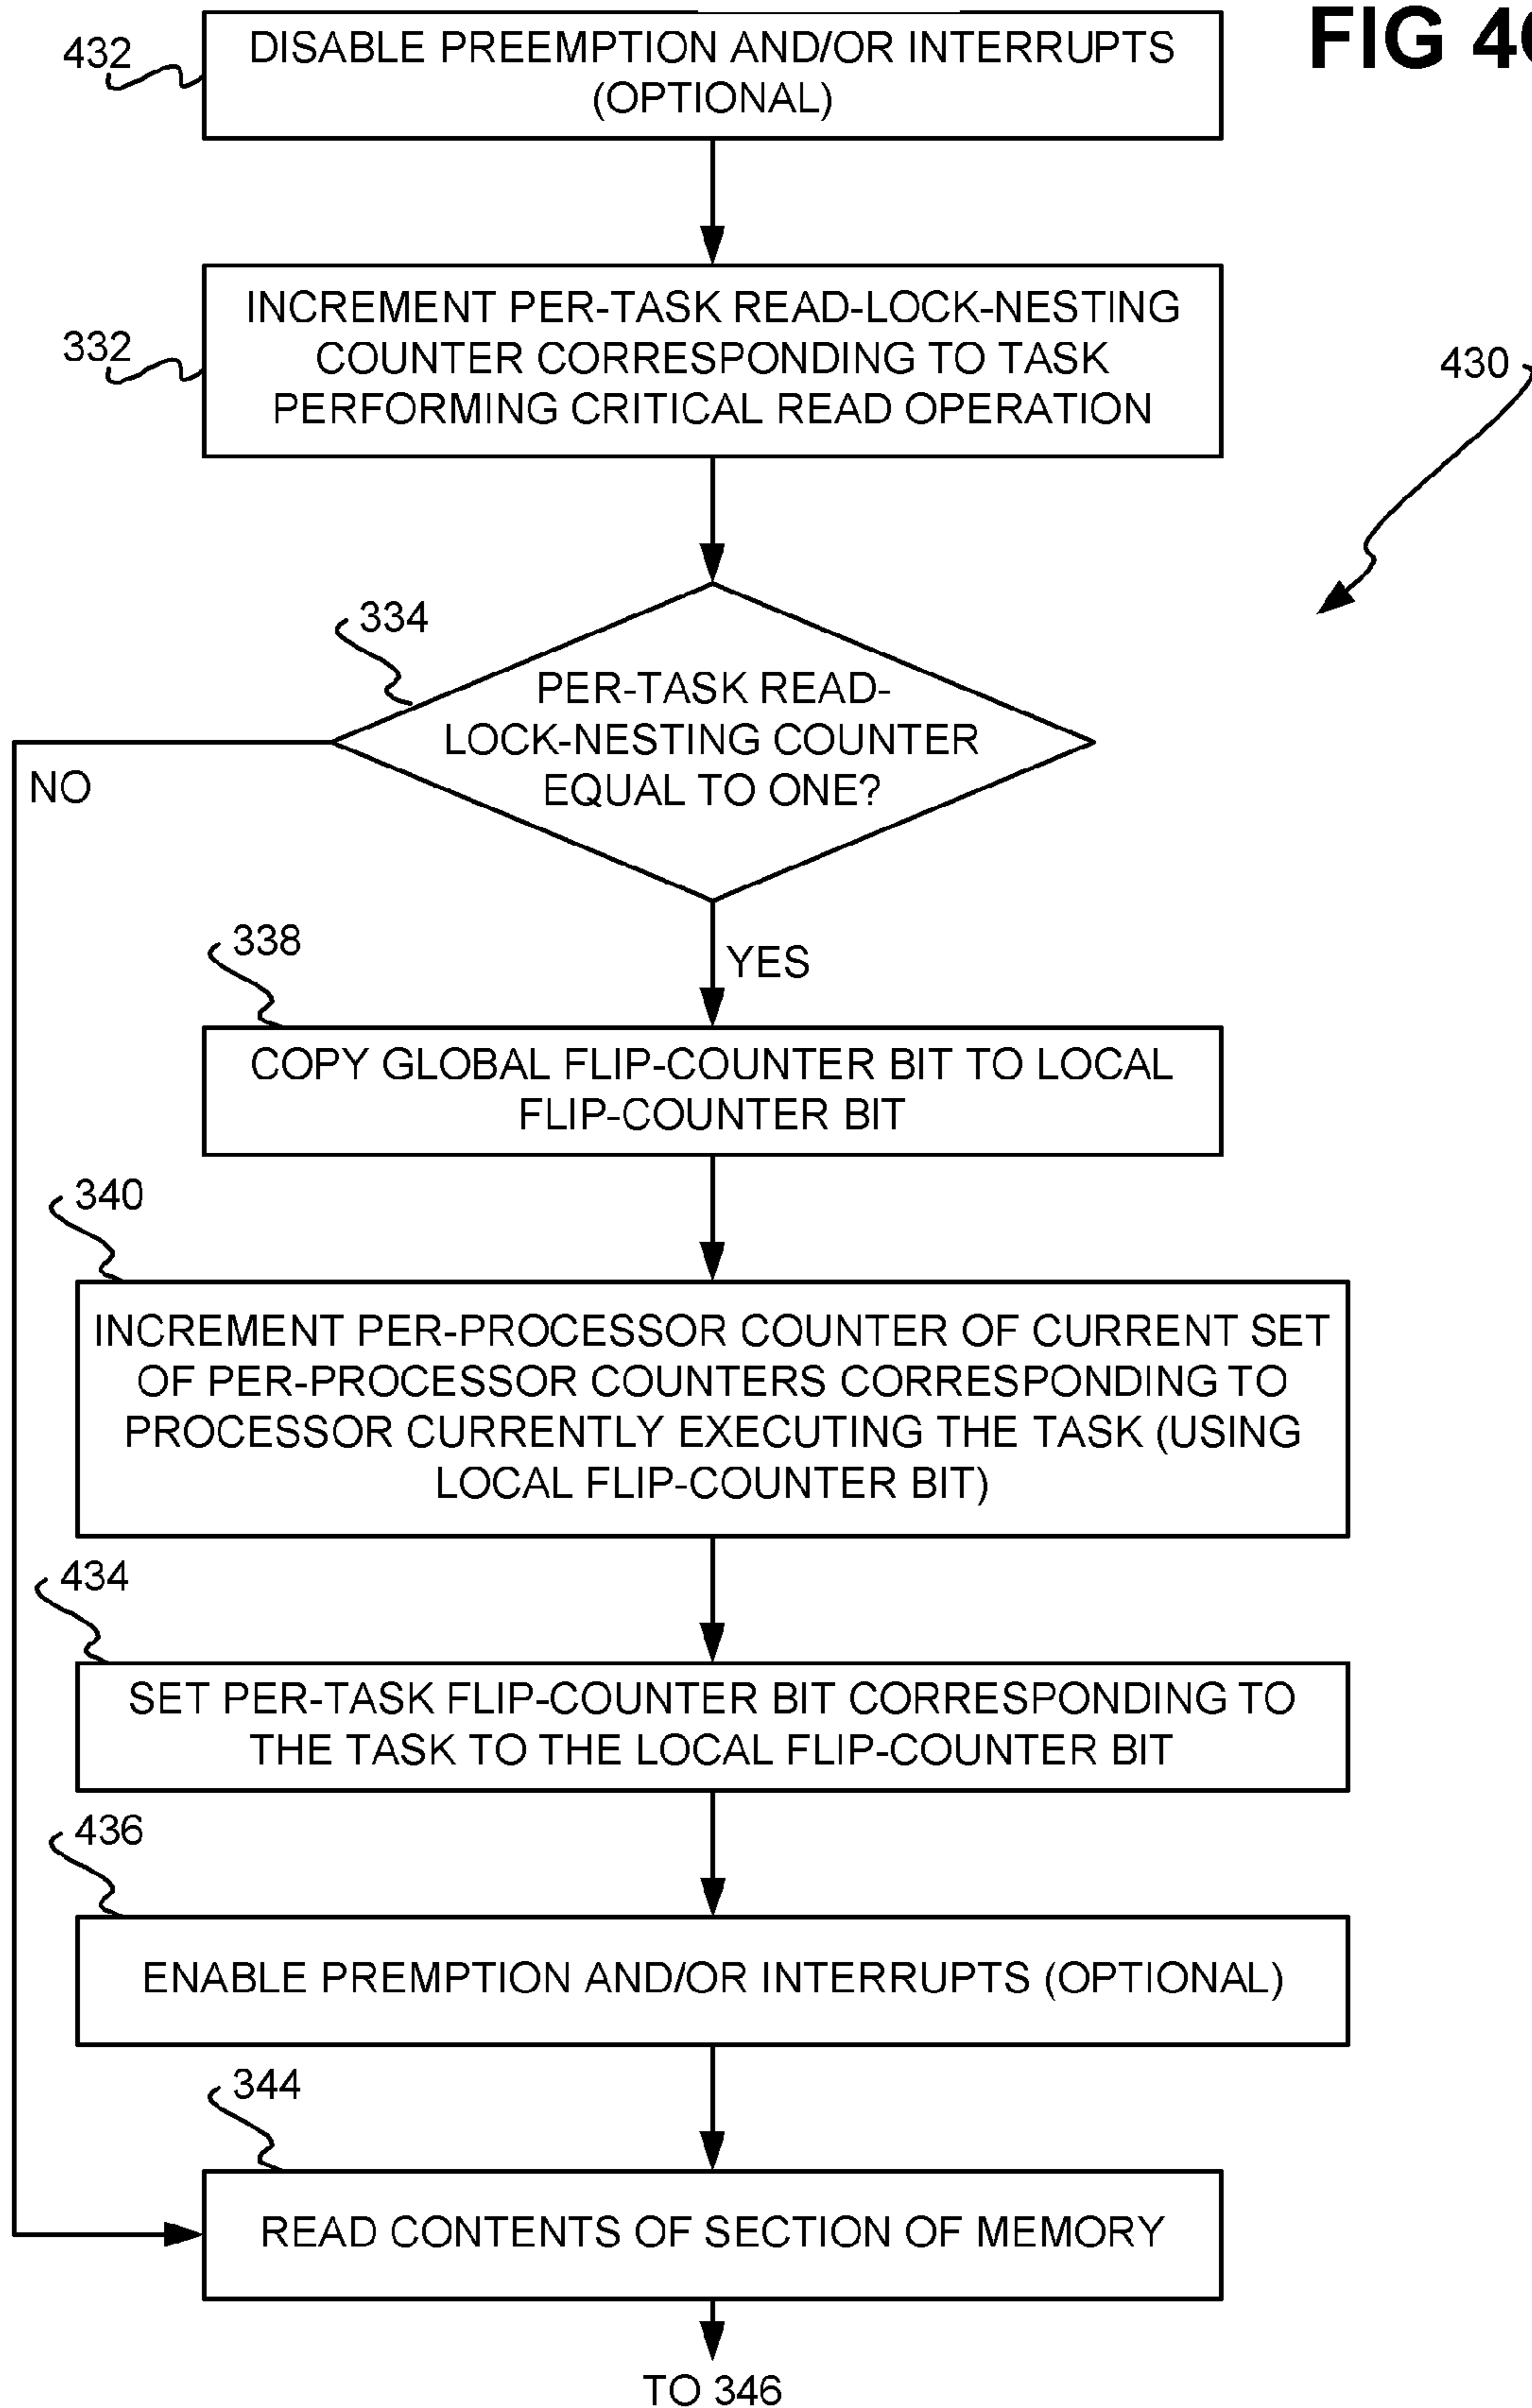 FIG 4
432
DISABLE PREEMPTION AND/OR INTERRUPTS
(OPTIONAL)
332
INCREMENT PER-TASK READ-LOCK-NESTING
COUNTER CORRESPONDING TO TASK
PERFORMING CRITICAL READ OPERATION
430
334
PER-TASK READ-
LOCK-NESTING COUNTER
EQUAL TO ONE?
NO
YES
338
COPY GLOBAL FLIP-COUNTER BIT TO LOCAL
FLIP-COUNTER BIT
340
INCREMENT PER-PROCESSOR COUNTER OF CURRENT SET
OF PER-PROCESSOR COUNTERS CORRESPONDING TO
PROCESSOR CURRENTLY EXECUTING THE TASK (USING
LOCAL FLIP-COUNTER BIT)
434
SET PER-TASK FLIP-COUNTER BIT CORRESPONDING TO
THE TASK TO THE LOCAL FLIP-COUNTER BIT
436
ENABLE PREMPTION AND/OR INTERRUPTS (OPTIONAL)
344
READ CONTENTS OF SECTION OF MEMORY
TO 346